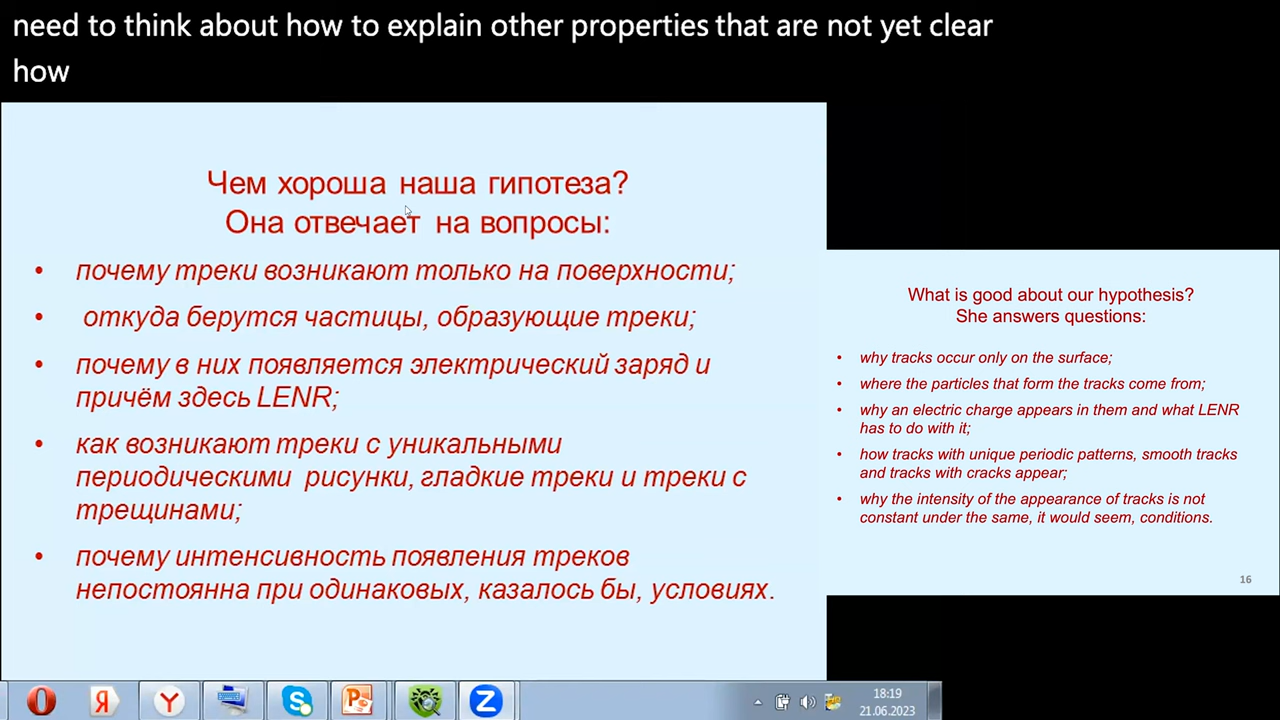 need to think about how to explain other properties that are not yet clear
how
Чем хороша наша гипотеза?
Она отвечает на вопросы:
• почему треки возникают только на поверхности;
• откуда берутся частицы, образующие треки;
• почему в них появляется электрический заряд и
причём здесь LENR;
• как возникают треки с уникальными
периодическими рисунки, гладкие треки и треки с
трещинами;
• почему интенсивность появления треков
непостоянна при одинаковых, казалось бы, условиях.
What is good about our hypothesis?
She answers questions:
• why tracks occur only on the surface;
• where the particles that form the tracks come from;
• why an electric charge appears in them and what LENR
has to do with it;
• how tracks with unique periodic patterns, smooth tracks
and tracks with cracks appear;
• why the intensity of the appearance of tracks is not
constant under the same, it would seem, conditions.
16
18:19
21.06.2023